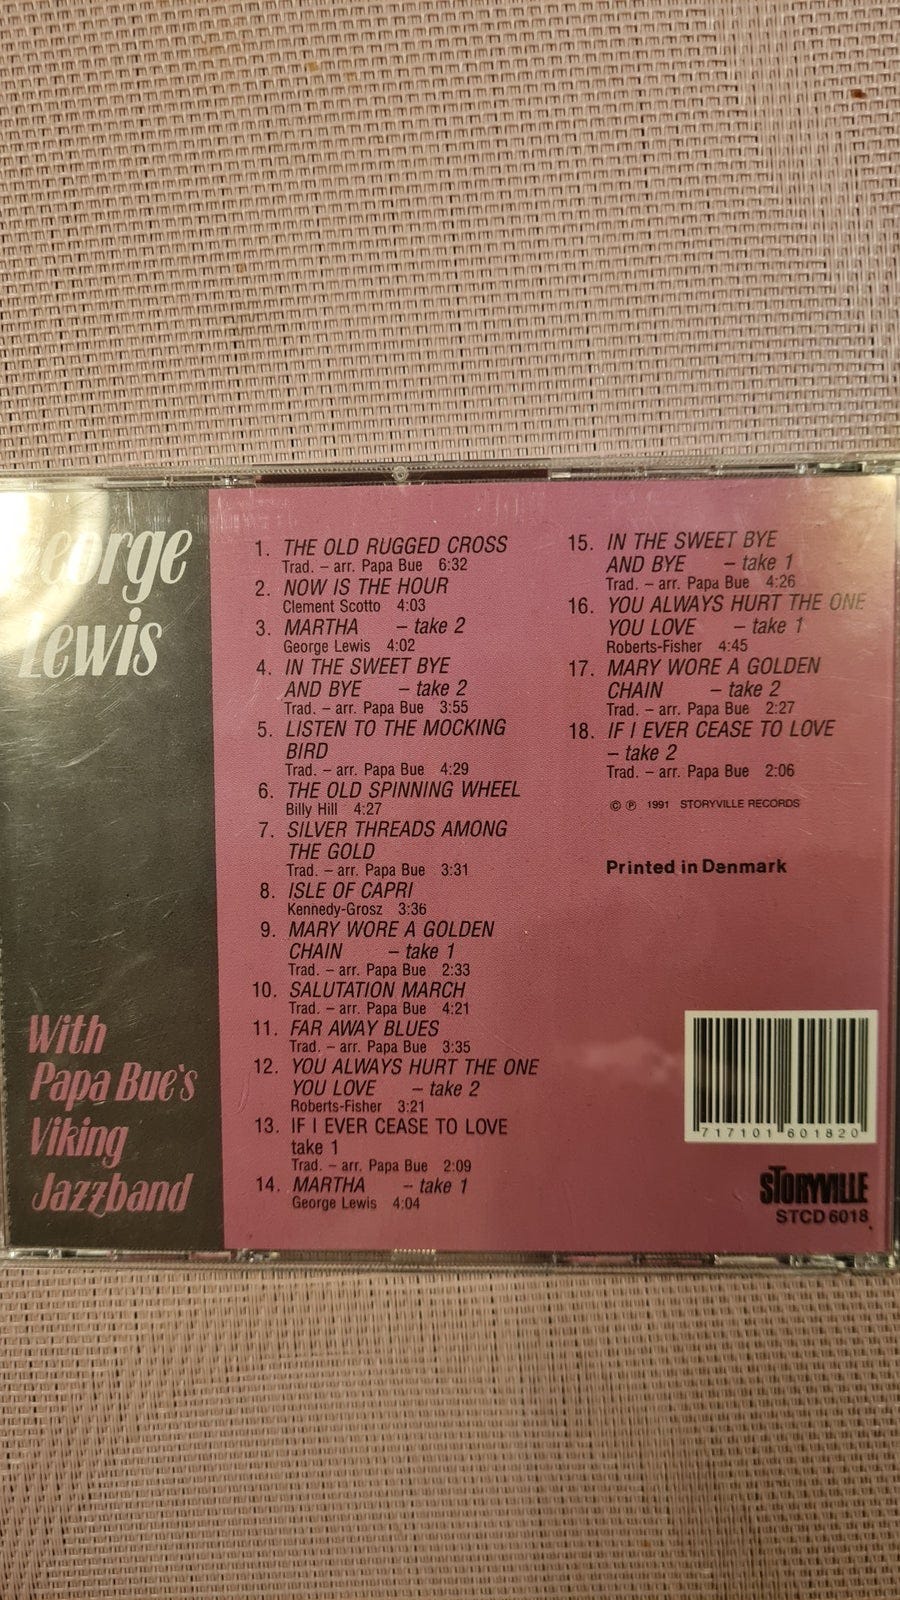 George
Lewis
With
Papa Bue's
Viking
Jazzband
1. THE OLD RUGGED CROSS
Trad. – arr. Papa Bue 6:32
2. NOW IS THE HOUR
Clement Scotto 4:03
3. MARTHA – take 2
George Lewis 4:02
4. IN THE SWEET BYE
AND BYE – take 2
Trad. – arr. Papa Bue 3:55
5. LISTEN TO THE MOCKING
BIRD
Trad. – arr. Papa Bue 4:29
6. THE OLD SPINNING WHEEL
Billy Hill 4:27
7. SILVER THREADS AMONG
THE GOLD
Trad. – arr. Papa Bue 3:31
8. ISLE OF CAPRI
Kennedy-Grosz 3:36
9. MARY WORE A GOLDEN
CHAIN – take 1
Trad. – arr. Papa Bue 2:33
10. SALUTATION MARCH
Trad. – arr. Papa Bue 4:21
11. FAR AWAY BLUES
Trad. – arr. Papa Bue 3:35
12. YOU ALWAYS HURT THE ONE
YOU LOVE – take 2
Roberts-Fisher 3:21
13. IF I EVER CEASE TO LOVE
take 1
Trad. – arr. Papa Bue 2:09
14. MARTHA – take 1
George Lewis 4:04
15. IN THE SWEET BYE
AND BYE – take 1
Trad. – arr. Papa Bue 4:26
16. YOU ALWAYS HURT THE ONE
YOU LOVE – take 1
Roberts-Fisher 4:45
17. MARY WORE A GOLDEN
CHAIN – take 2
Trad. – arr. Papa Bue 2:27
18. IF I EVER CEASE TO LOVE
– take 2
Trad. – arr. Papa Bue 2:06
© ℗ 1991 STORYVILLE RECORDS
Printed in Denmark
717101 601820
STORYVILLE
STCD 6018